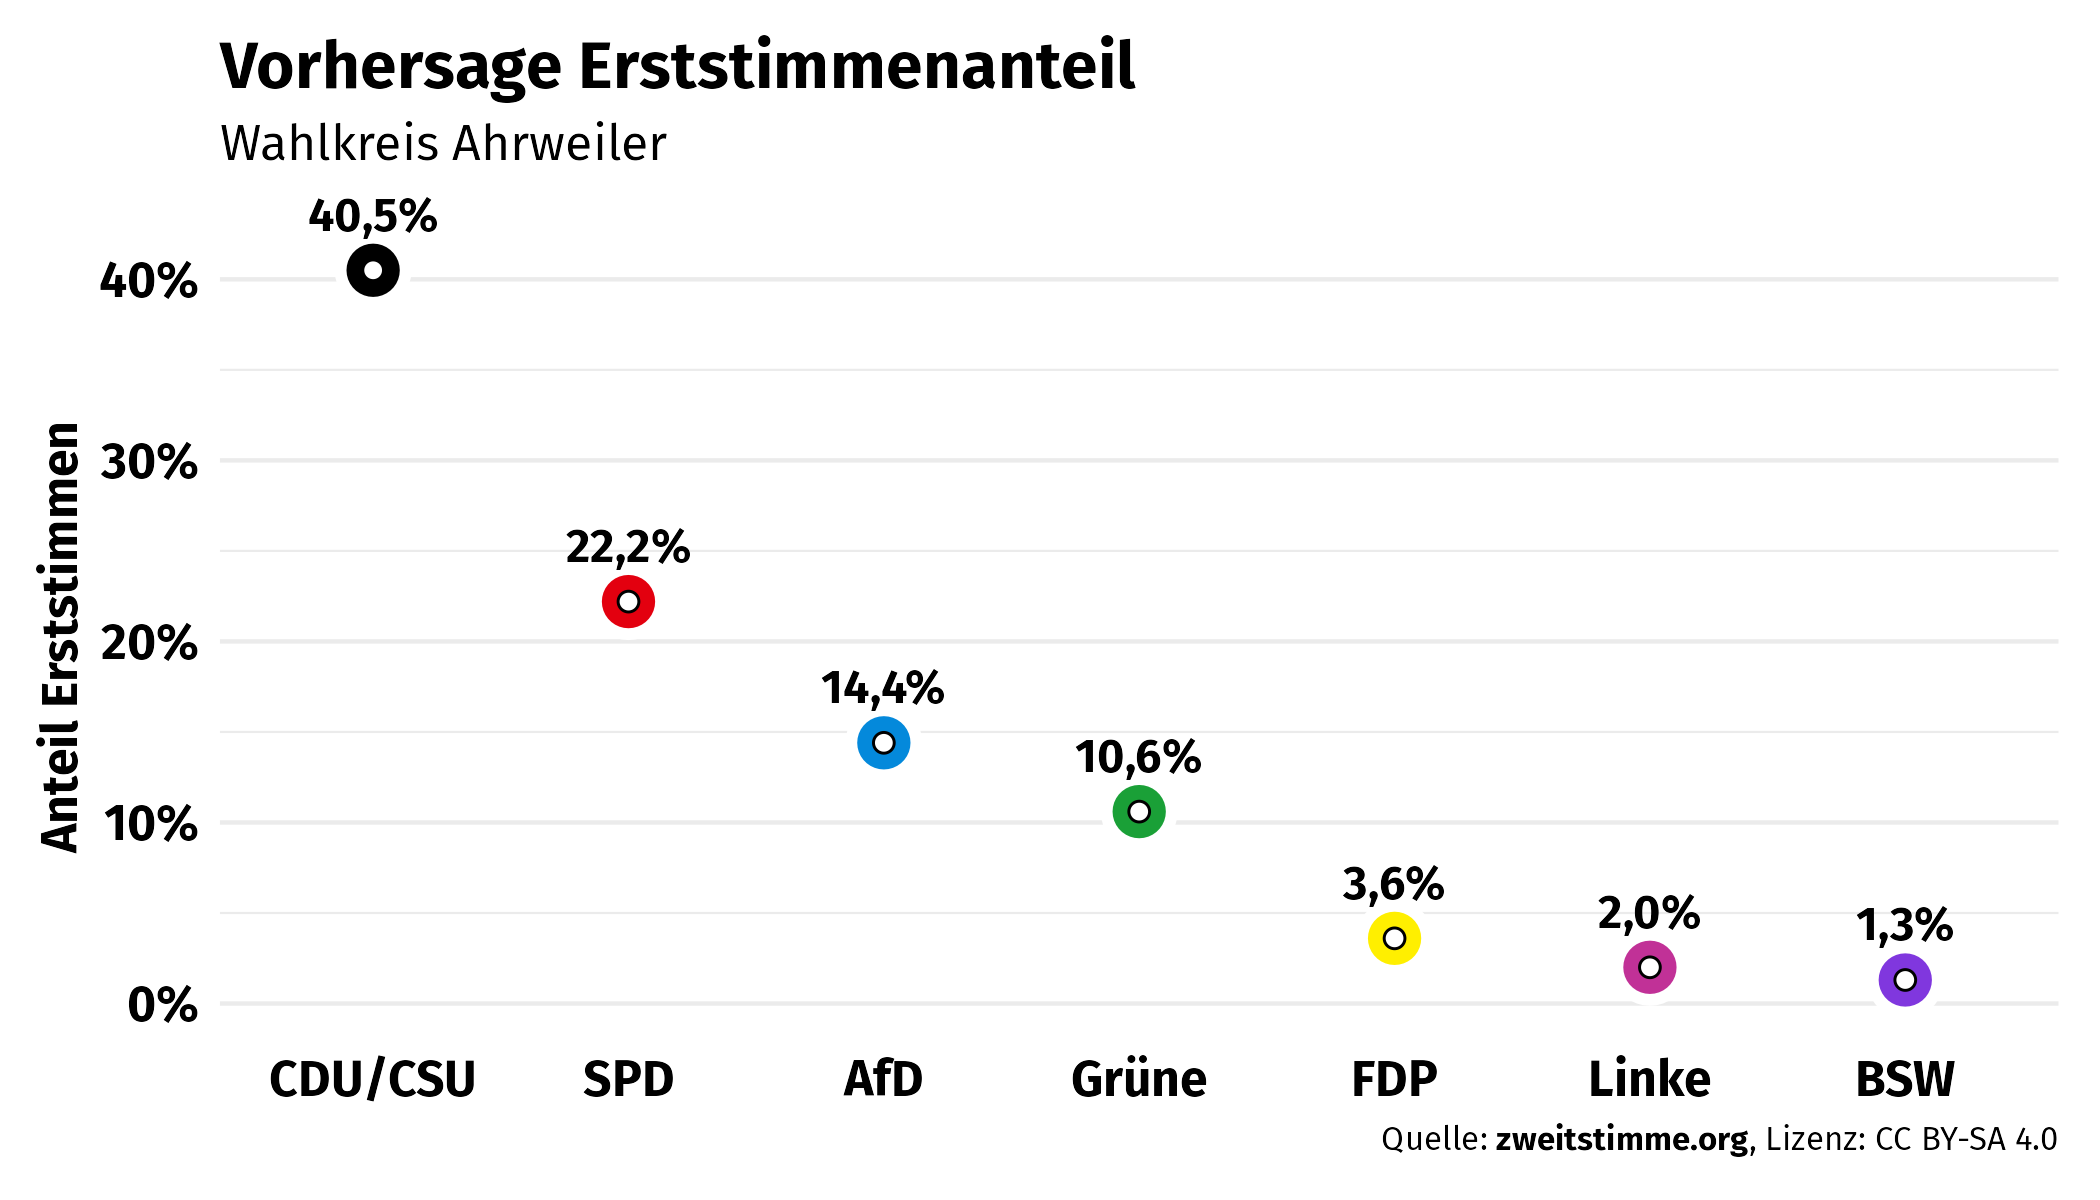 Vorhersage Erststimmenanteil
Wahlkreis Ahrweiler
Anteil Erststimmen
40%
30%
20%
10%
0%
40,5%
22,2%
14,4%
10,6%
3,6%
2,0%
1,3%
CDU/CSU SPD AfD Grüne FDP Linke BSW
Quelle: zweitstimme.org, Lizenz: CC BY-SA 4.0